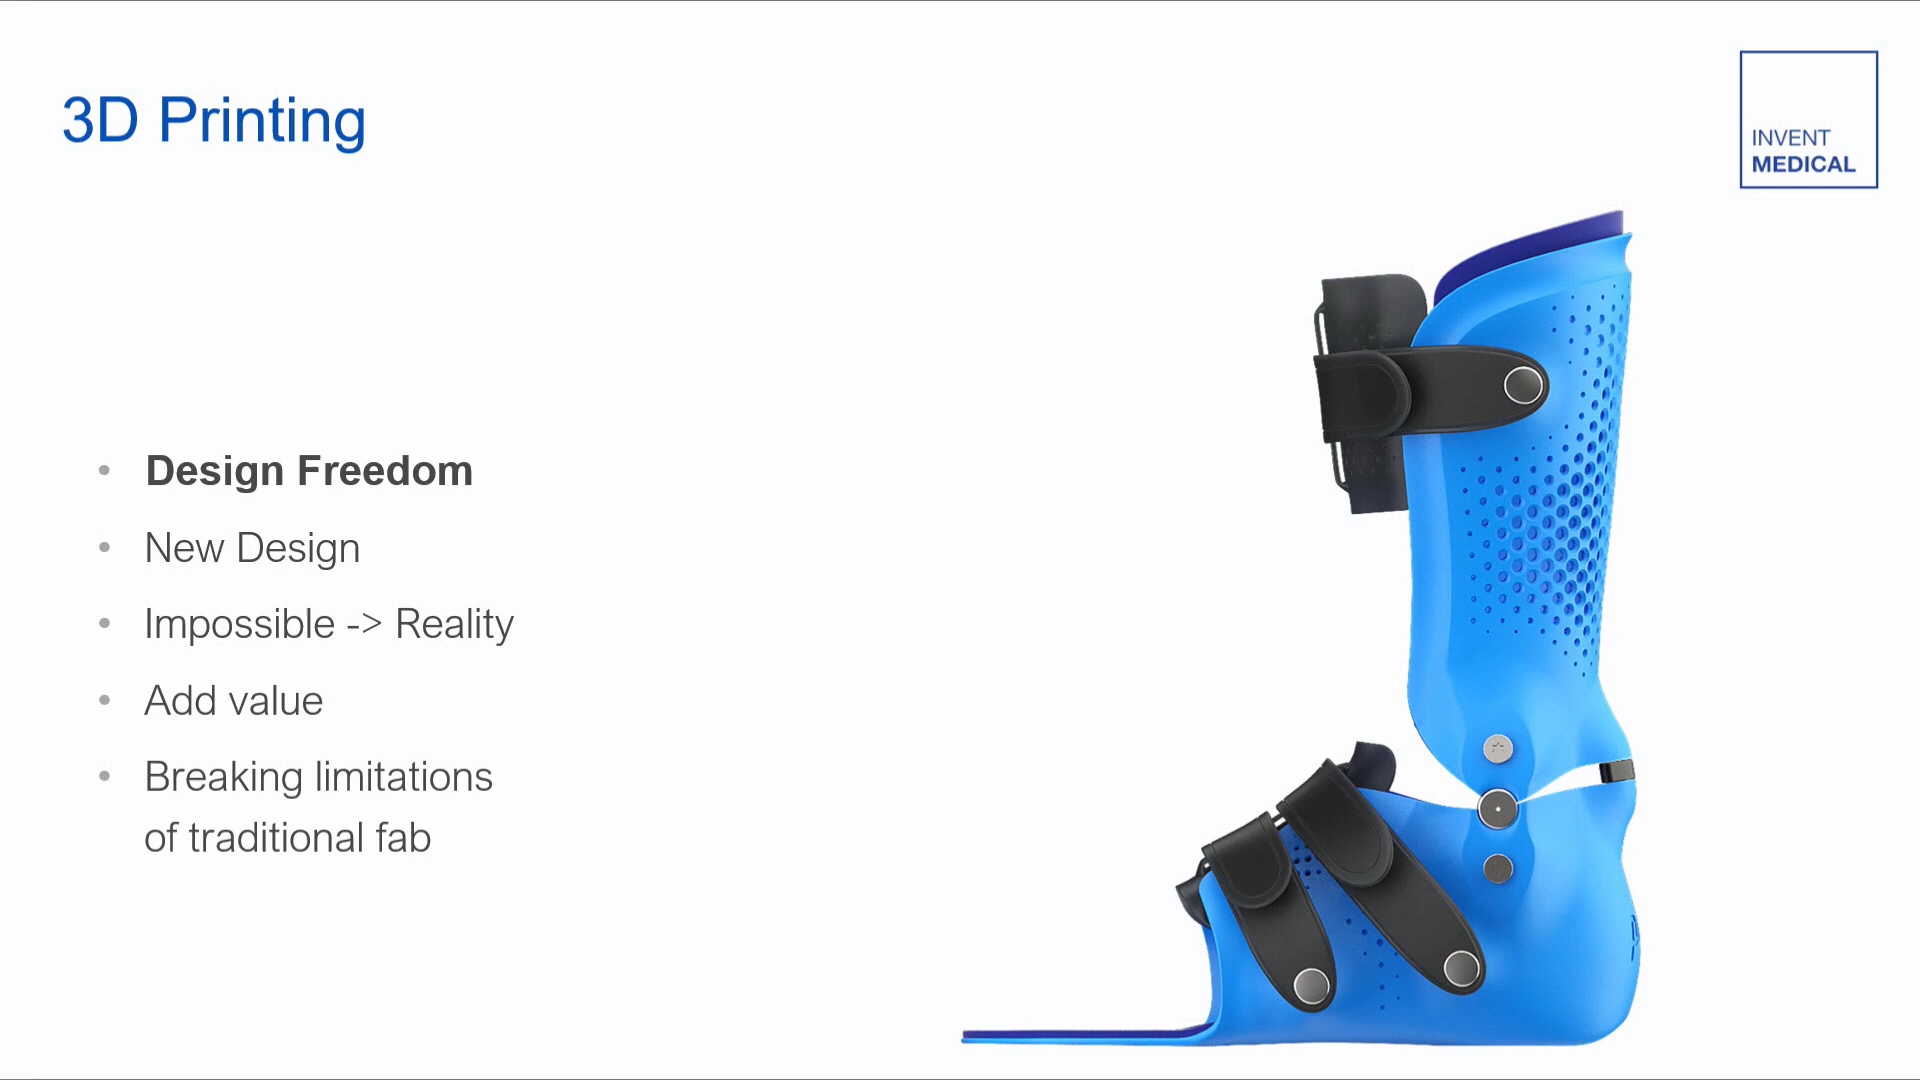 3D Printing
INVENT
MEDICAL
• Design Freedom
• New Design
• Impossible -> Reality
• Add value
• Breaking limitations
of traditional fab